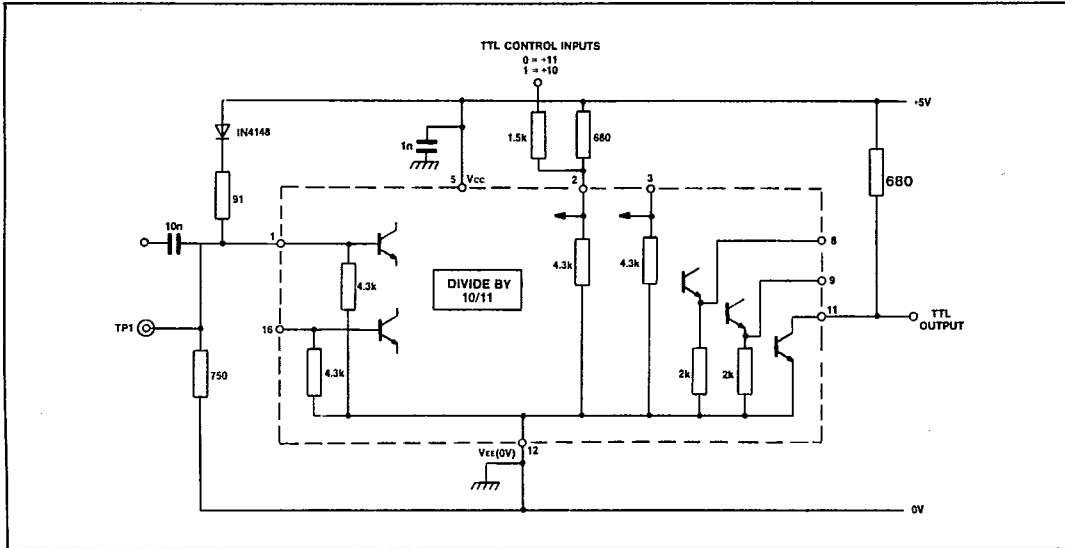 TTL CONTROL INPUTS
0 = ÷11
1 = ÷10
+5V
IN4148
1n
1.5k
680
680
5 Vcc
2
3
91
10n
1
8
4.3k
4.3k
4.3k
DIVIDE BY
10/11
9
16
11
TTL
OUTPUT
TP1
4.3k
2k
2k
750
VEE(0V)
12
0V